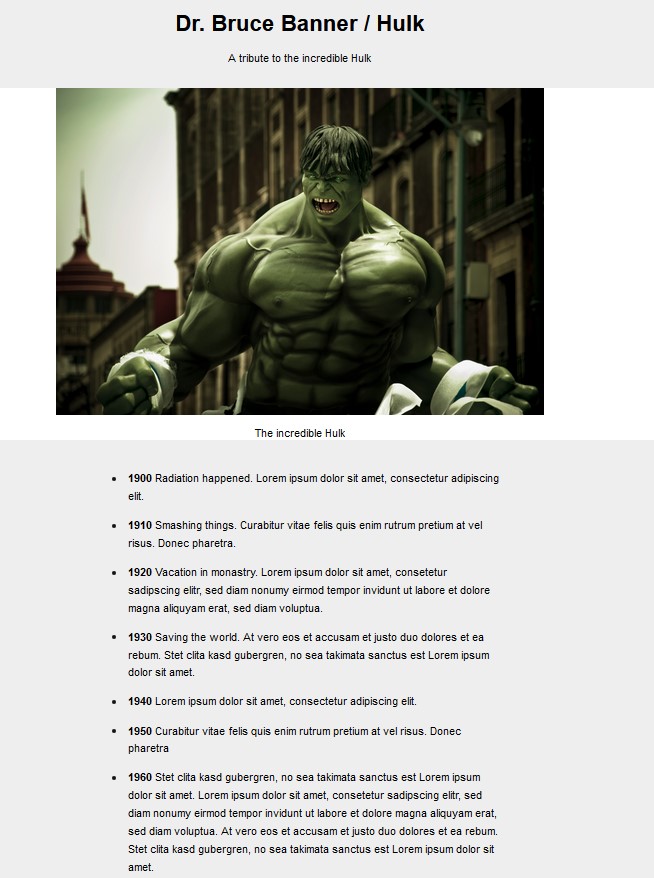 Dr. Bruce Banner / Hulk
A tribute to the incredible Hulk
The incredible Hulk
1900 Radiation happened. Lorem ipsum dolor sit amet, consectetur adipiscing
elit.
1910 Smashing things. Curabitur vitae felis quis enim rutrum pretium at vel
risus. Donec pharetra.
1920 Vacation in monastry. Lorem ipsum dolor sit amet, consetetur
sadipscing elitr, sed diam nonumy eirmod tempor invidunt ut labore et dolore
magna aliquyam erat, sed diam voluptua.
1930 Saving the world. At vero eos et accusam et justo duo dolores et ea
rebum. Stet clita kasd gubergren, no sea takimata sanctus est Lorem ipsum
dolor sit amet.
1940 Lorem ipsum dolor sit amet, consectetur adipiscing elit.
1950 Curabitur vitae felis quis enim rutrum pretium at vel risus. Donec
pharetra
1960 Stet clita kasd gubergren, no sea takimata sanctus est Lorem ipsum
dolor sit amet. Lorem ipsum dolor sit amet, consetetur sadipscing elitr, sed
diam nonumy eirmod tempor invidunt ut labore et dolore magna aliquyam erat,
sed diam voluptua. At vero eos et accusam et justo duo dolores et ea rebum.
Stet clita kasd gubergren, no sea takimata sanctus est Lorem ipsum dolor sit
amet.